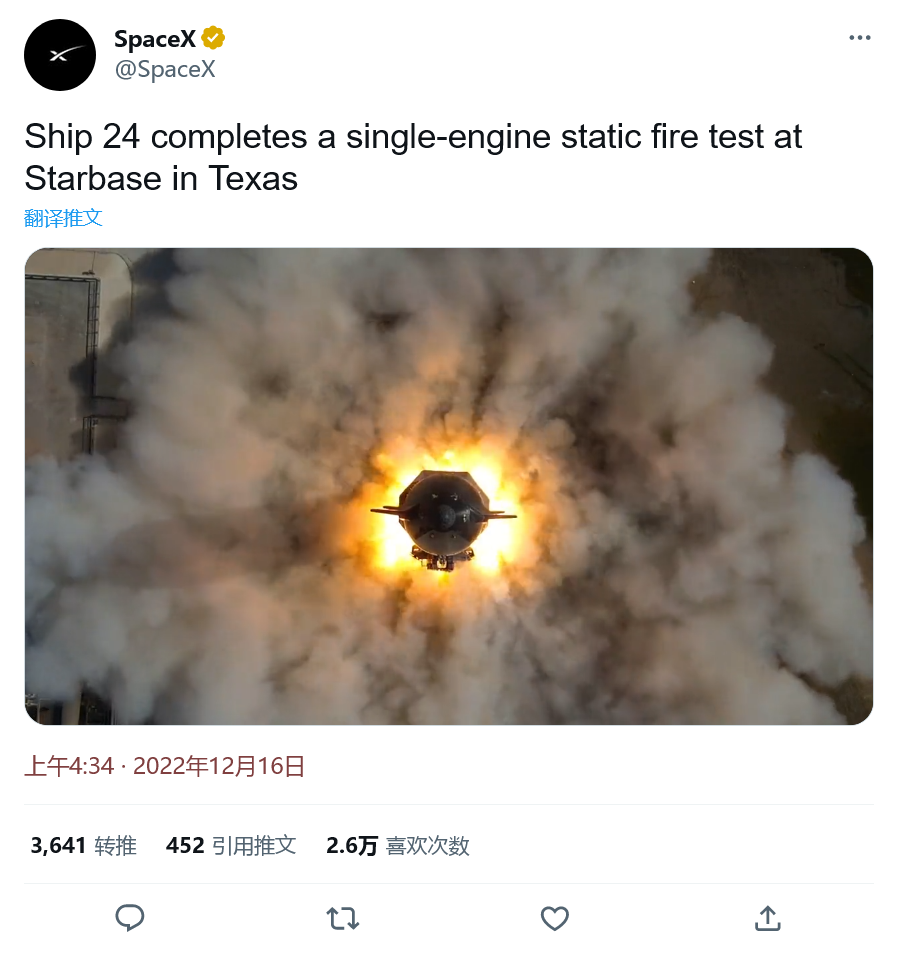 SpaceX
@SpaceX
Ship 24 completes a single-engine static fire test at
Starbase in Texas
翻译推文
上午4:34 · 2022年12月16日
3,641 转推 452 引用推文 2.6万 喜欢次数